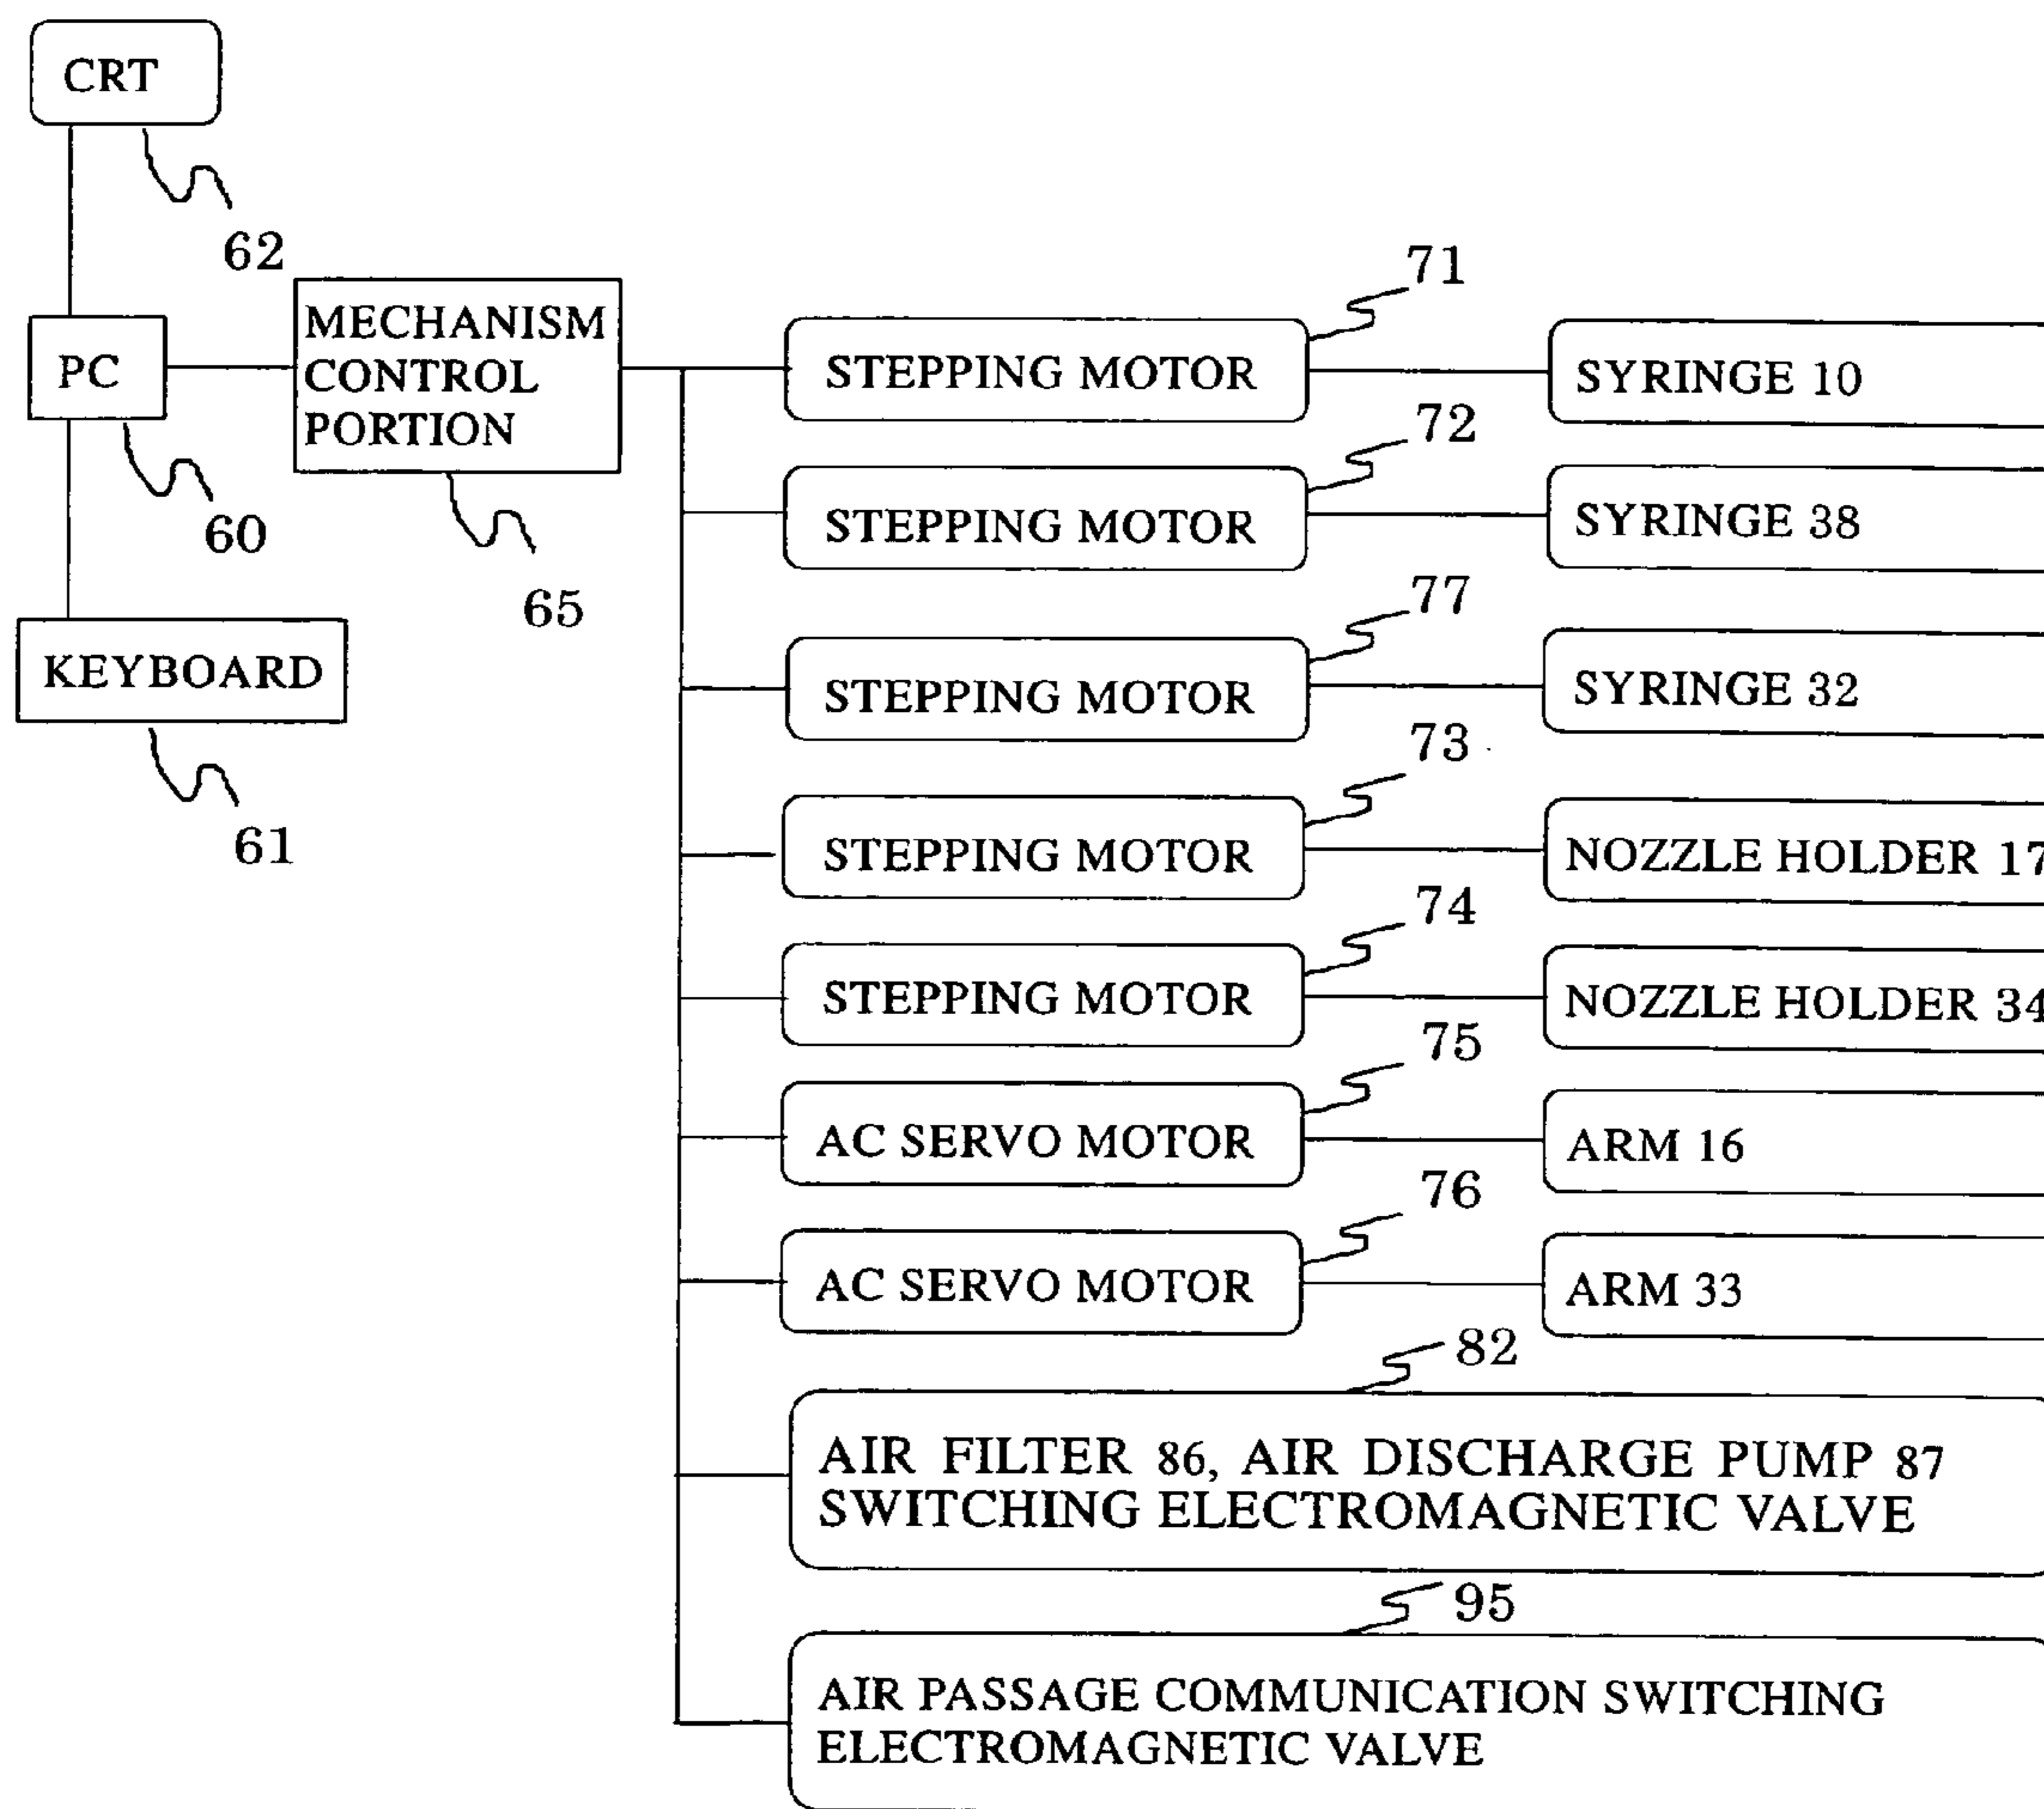 CRT
62
PC
60
KEYBOARD
61
MECHANISM
CONTROL
PORTION
65
71
STEPPING MOTOR
SYRINGE 10
72
STEPPING MOTOR
SYRINGE 38
77
STEPPING MOTOR
SYRINGE 32
73
STEPPING MOTOR
NOZZLE HOLDER 17
74
STEPPING MOTOR
NOZZLE HOLDER 34
75
AC SERVO MOTOR
ARM 16
76
AC SERVO MOTOR
ARM 33
82
AIR FILTER 86, AIR DISCHARGE PUMP 87
SWITCHING ELECTROMAGNETIC VALVE
95
AIR PASSAGE COMMUNICATION SWITCHING
ELECTROMAGNETIC VALVE